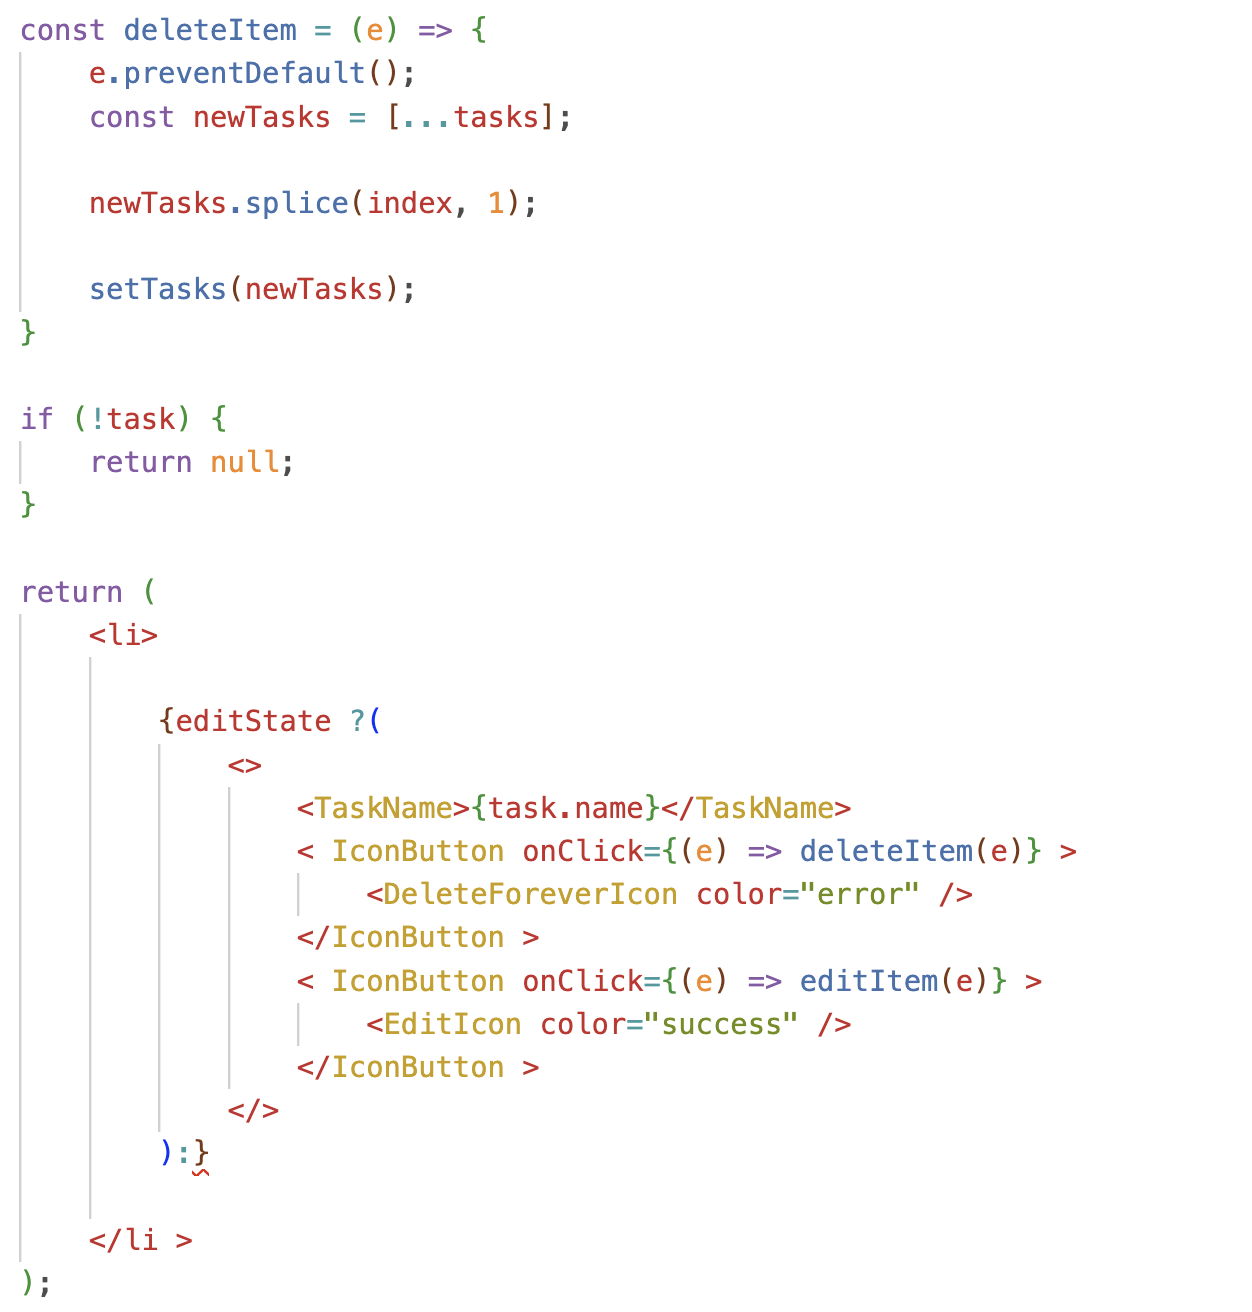 const deleteItem = (e) => {
    e.preventDefault();
    const newTasks = [...tasks];

    newTasks.splice(index, 1);

    setTasks(newTasks);
}

if (!task) {
    return null;
}

return (
    <li>

        {editState ?(
            <>
                <TaskName>{task.name}</TaskName>
                < IconButton onClick={(e) => deleteItem(e)} >
                    <DeleteForeverIcon color="error" />
                </IconButton >
                < IconButton onClick={(e) => editItem(e)} >
                    <EditIcon color="success" />
                </IconButton >
            </>
        ):}

    </li >
);